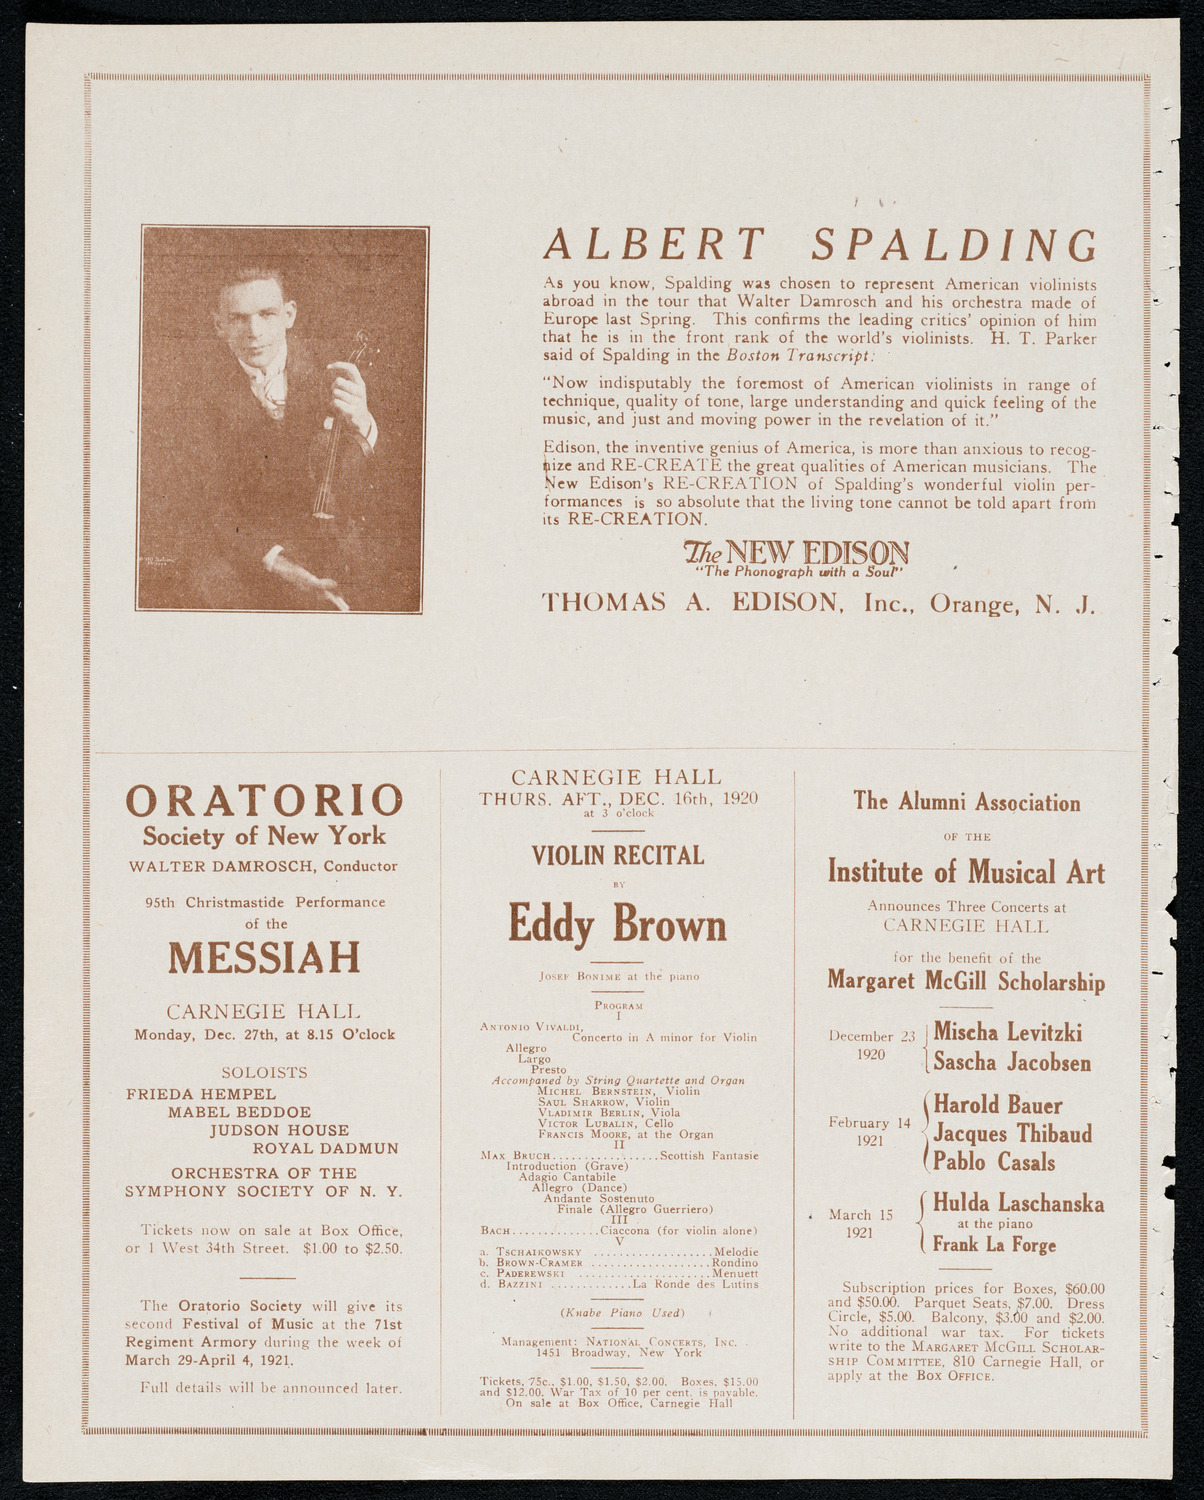 ALBERT SPALDING
As you know, Spalding was chosen to represent American violinists
abroad in the tour that Walter Damrosch and his orchestra made of
Europe last Spring. This confirms the leading critics' opinion of him
that he is in the front rank of the world's violinists. H. T. Parker
said of Spalding in the Boston Transcript:
"Now indisputably the foremost of American violinists in range of
technique, quality of tone, large understanding and quick feeling of the
music, and just and moving power in the revelation of it."
Edison, the inventive genius of America, is more than anxious to recog-
nize and RE-CREATE the great qualities of American musicians. The
New Edison's RE-CREATION of Spalding's wonderful violin per-
formances is so absolute that the living tone cannot be told apart from
its RE-CREATION.
The NEW EDISON
"The Phonograph with a Soul"
THOMAS A. EDISON, Inc., Orange, N. J.
ORATORIO
Society of New York
WALTER DAMROSCH, Conductor
95th Christmastide Performance
of the
MESSIAH
CARNEGIE HALL
Monday, Dec. 27th, at 8.15 O'clock
SOLOISTS
FRIEDA HEMPEL
MABEL BEDDOE
JUDSON HOUSE
ROYAL DADMUN
ORCHESTRA OF THE
SYMPHONY SOCIETY OF N. Y.
Tickets now on sale at Box Office,
or 1 West 34th Street. $1.00 to $2.50.
The Oratorio Society will give its
second Festival of Music at the 71st
Regiment Armory during the week of
March 29-April 4, 1921.
Full details will be announced later.
CARNEGIE HALL
THURS. AFT., DEC. 16th, 1920
at 3 o'clock
VIOLIN RECITAL
BY
Eddy Brown
JOSEF BONIME at the piano
PROGRAM
I
ANTONIO VIVALDI,
Concerto in A minor for Violin
Allegro
Largo
Presto
Accompaned by String Quartette and Organ
MICHEL BERNSTEIN, Violin
SAUL SHARROW, Violin
VLADIMIR BERLIN, Viola
VICTOR LUBALIN, Cello
FRANCIS MOORE, at the Organ
II
MAX BRUCH.................Scottish Fantasie
Introduction (Grave)
Adagio Cantabile
Allegro (Dance)
Andante Sostenuto
Finale (Allegro Guerriero)
III
BACH..............Ciaccona (for violin alone)
V
a. TSCHAIKOWSKY ...................Melodie
b. BROWN-CRAMER ...................Rondino
c. PADEREWSKI .....................Menuett
d. BAZZINI .............La Ronde des Lutins
(Knabe Piano Used)
Management: NATIONAL CONCERTS, INC.
1451 Broadway, New York
Tickets, 75c., $1.00, $1.50, $2.00. Boxes, $15.00
and $12.00. War Tax of 10 per cent. is payable.
On sale at Box Office, Carnegie Hall
The Alumni Association
OF THE
Institute of Musical Art
Announces Three Concerts at
CARNEGIE HALL
for the benefit of the
Margaret McGill Scholarship
December 23
1920
Mischa Levitzki
Sascha Jacobsen
February 14
1921
Harold Bauer
Jacques Thibaud
Pablo Casals
March 15
1921
Hulda Laschanska
at the piano
Frank La Forge
Subscription prices for Boxes, $60.00
and $50.00. Parquet Seats, $7.00. Dress
Circle, $5.00. Balcony, $3.00 and $2.00.
No additional war tax. For tickets
write to the MARGARET MCGILL SCHOLAR-
SHIP COMMITTEE, 810 Carnegie Hall, or
apply at the BOX OFFICE.